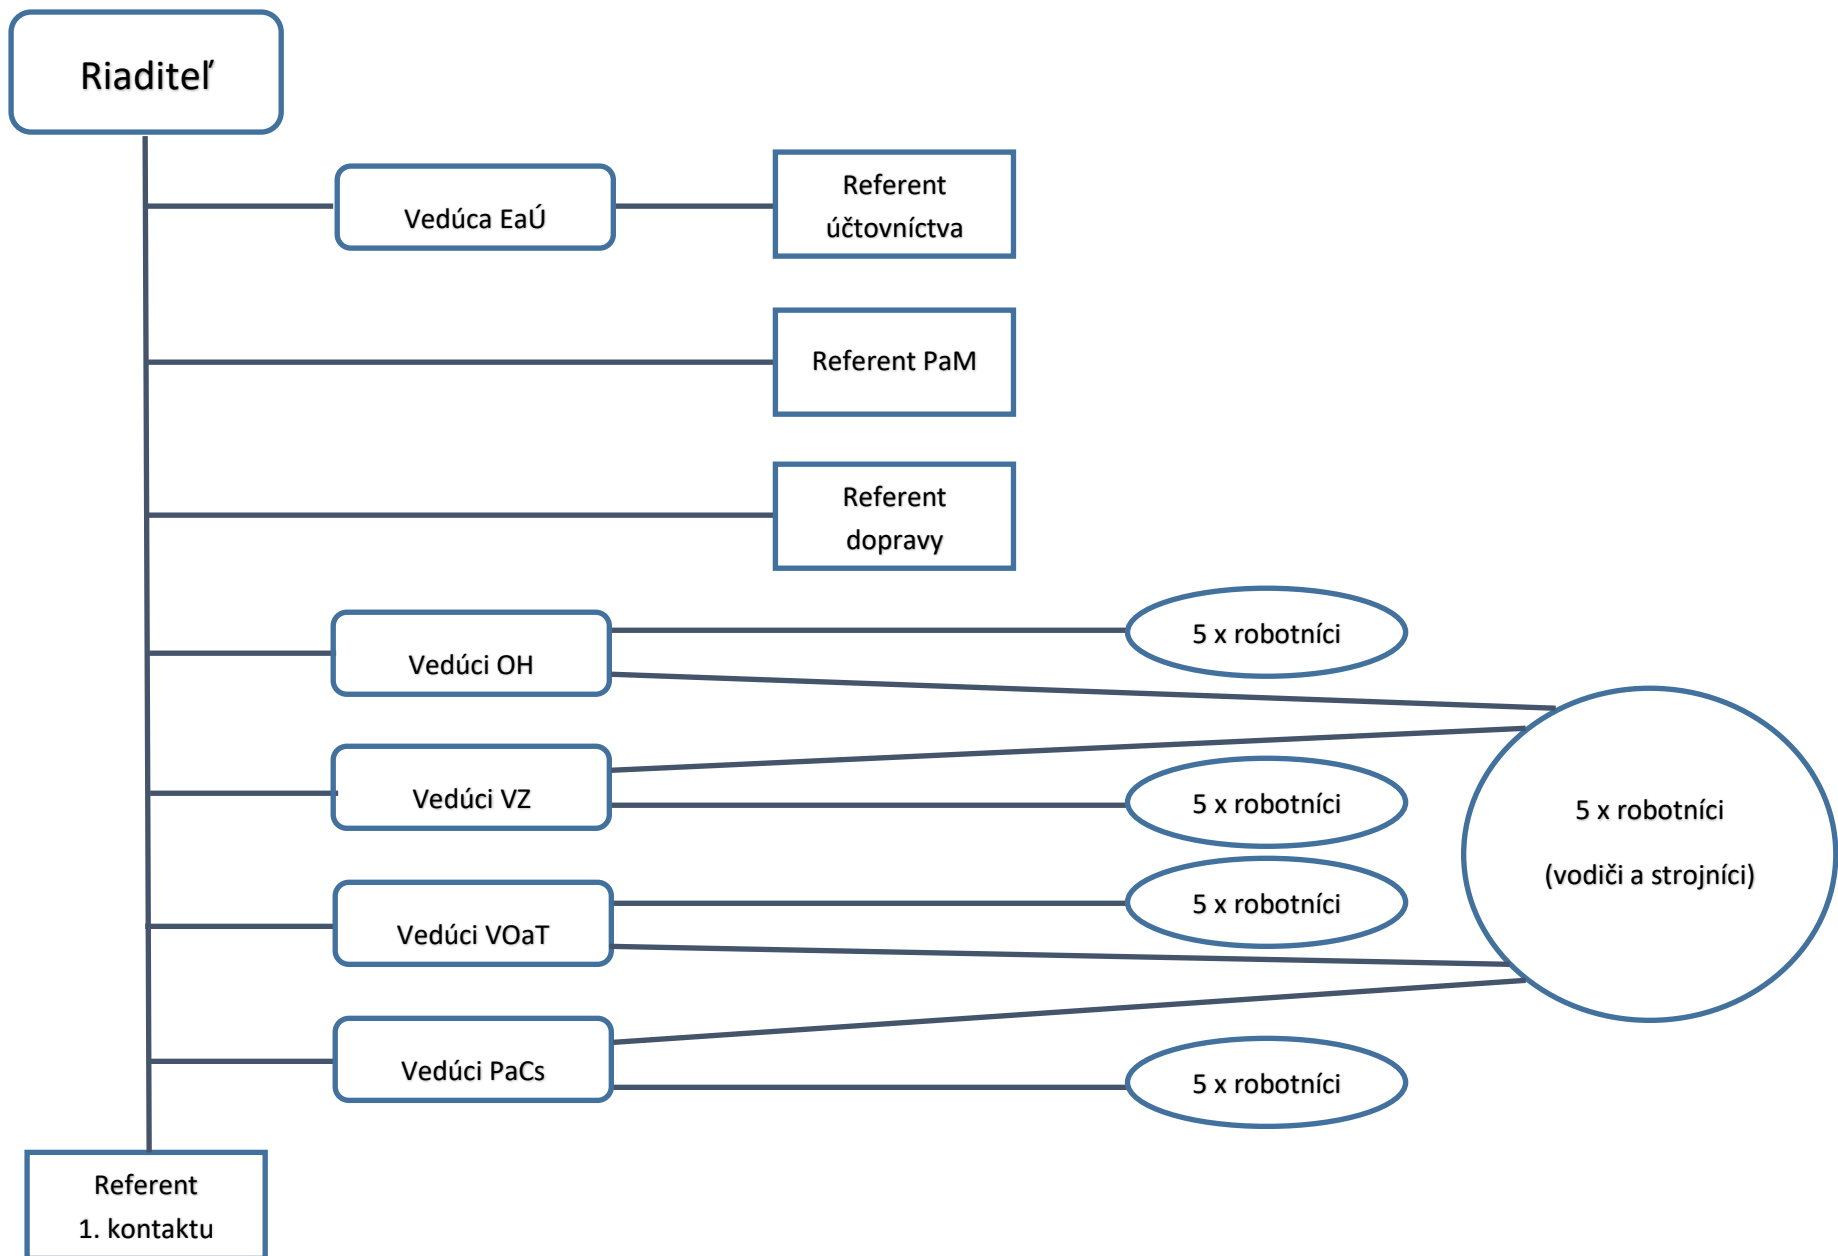 Riaditeľ
Vedúca EaÚ
Referent
účtovníctva
Referent PaM
Referent
dopravy
Vedúci OH
5 x robotníci
Vedúci VZ
5 x robotníci
5 x robotníci
(vodiči a strojníci)
Vedúci VOaT
5 x robotníci
Vedúci PaCs
5 x robotníci
Referent
1. kontaktu